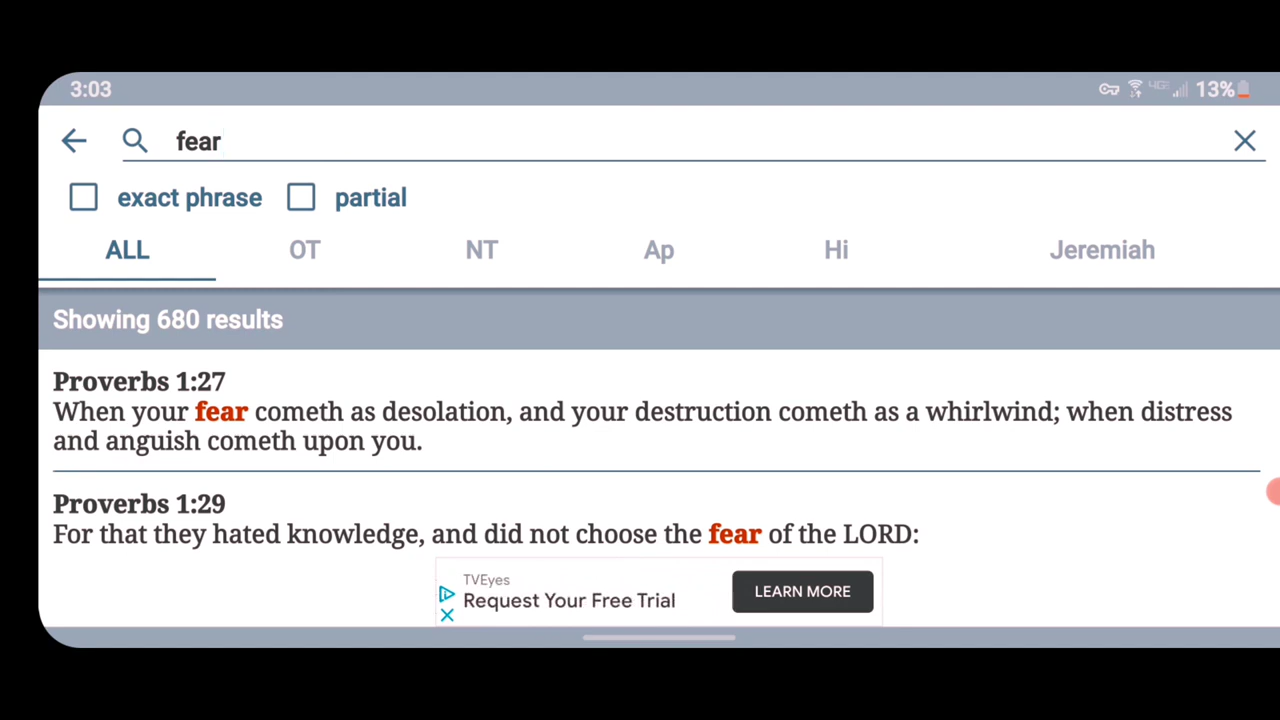 3:03
4GE 13%
fear
exact phrase partial
ALL OT NT Ap Hi Jeremiah
Showing 680 results
Proverbs 1:27
When your fear cometh as desolation, and your destruction cometh as a whirlwind; when distress
and anguish cometh upon you.
Proverbs 1:29
For that they hated knowledge, and did not choose the fear of the LORD:
TVEyes
Request Your Free Trial
LEARN MORE